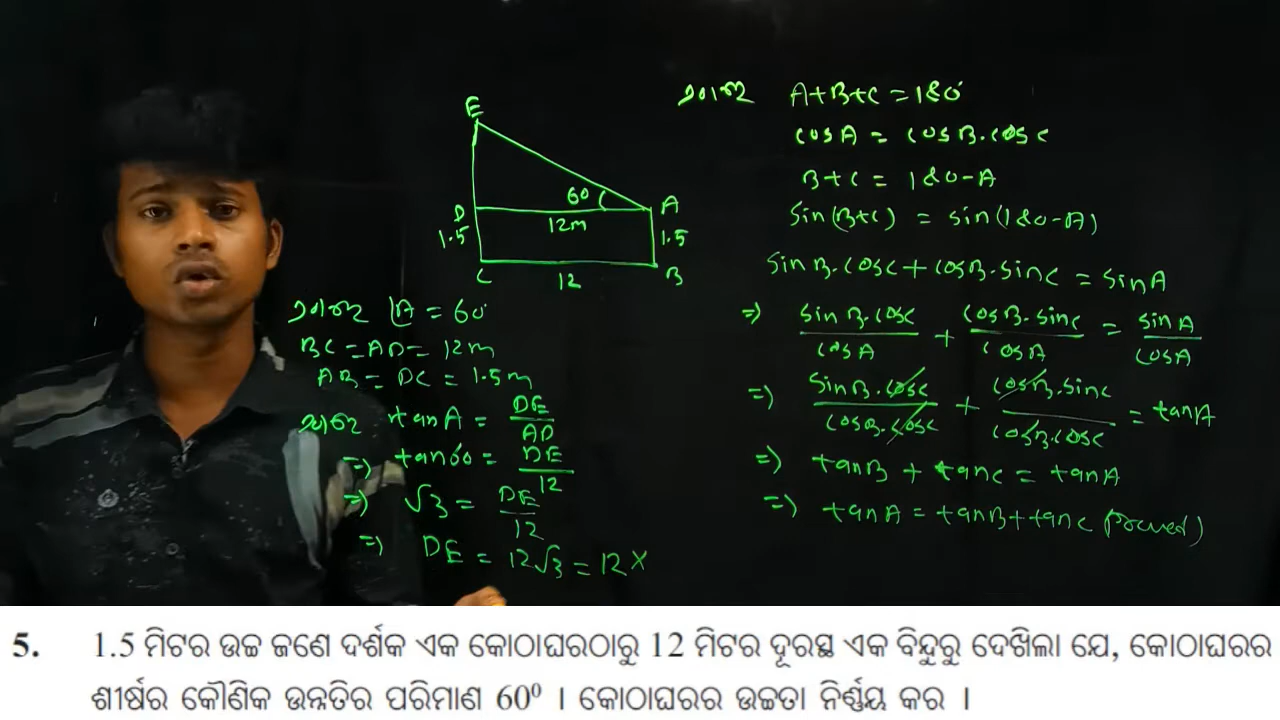 E
60
D
A
12m
1.5
1.5
C
12
B
ଦତ୍ତ ∠A = 60°
BC = AD = 12m
AB = DC = 1.5m
tanA = DE/AD
=> tan60 = DE/12
=> √3 = DE/12
=> DE = 12√3 = 12×
ଦତ୍ତ A+B+C = 180°
cosA = cosB.cosC
B+C = 180-A
sin(B+C) = sin(180-A)
sinB.cosC + cosB.sinC = sinA
=> sinB.cosC/cosA + cosB.sinC/cosA = sinA/cosA
=> sinB.cosC/cosB.cosC + cosB.sinC/cosB.cosC = tanA
=> tanB + tanC = tanA
=> tanA = tanB + tanC (Proved)
5. 1.5 ମିଟର ଉଚ୍ଚ ଜଣେ ଦର୍ଶକ ଏକ କୋଠାଘରଠାରୁ 12 ମିଟର ଦୂରସ୍ଥ ଏକ ବିନ୍ଦୁରୁ ଦେଖିଲା ଯେ, କୋଠାଘରର
ଶୀର୍ଷର କୌଣିକ ଉନ୍ନତିର ପରିମାଣ 60⁰ । କୋଠାଘରର ଉଚ୍ଚତା ନିର୍ଣ୍ଣୟ କର ।